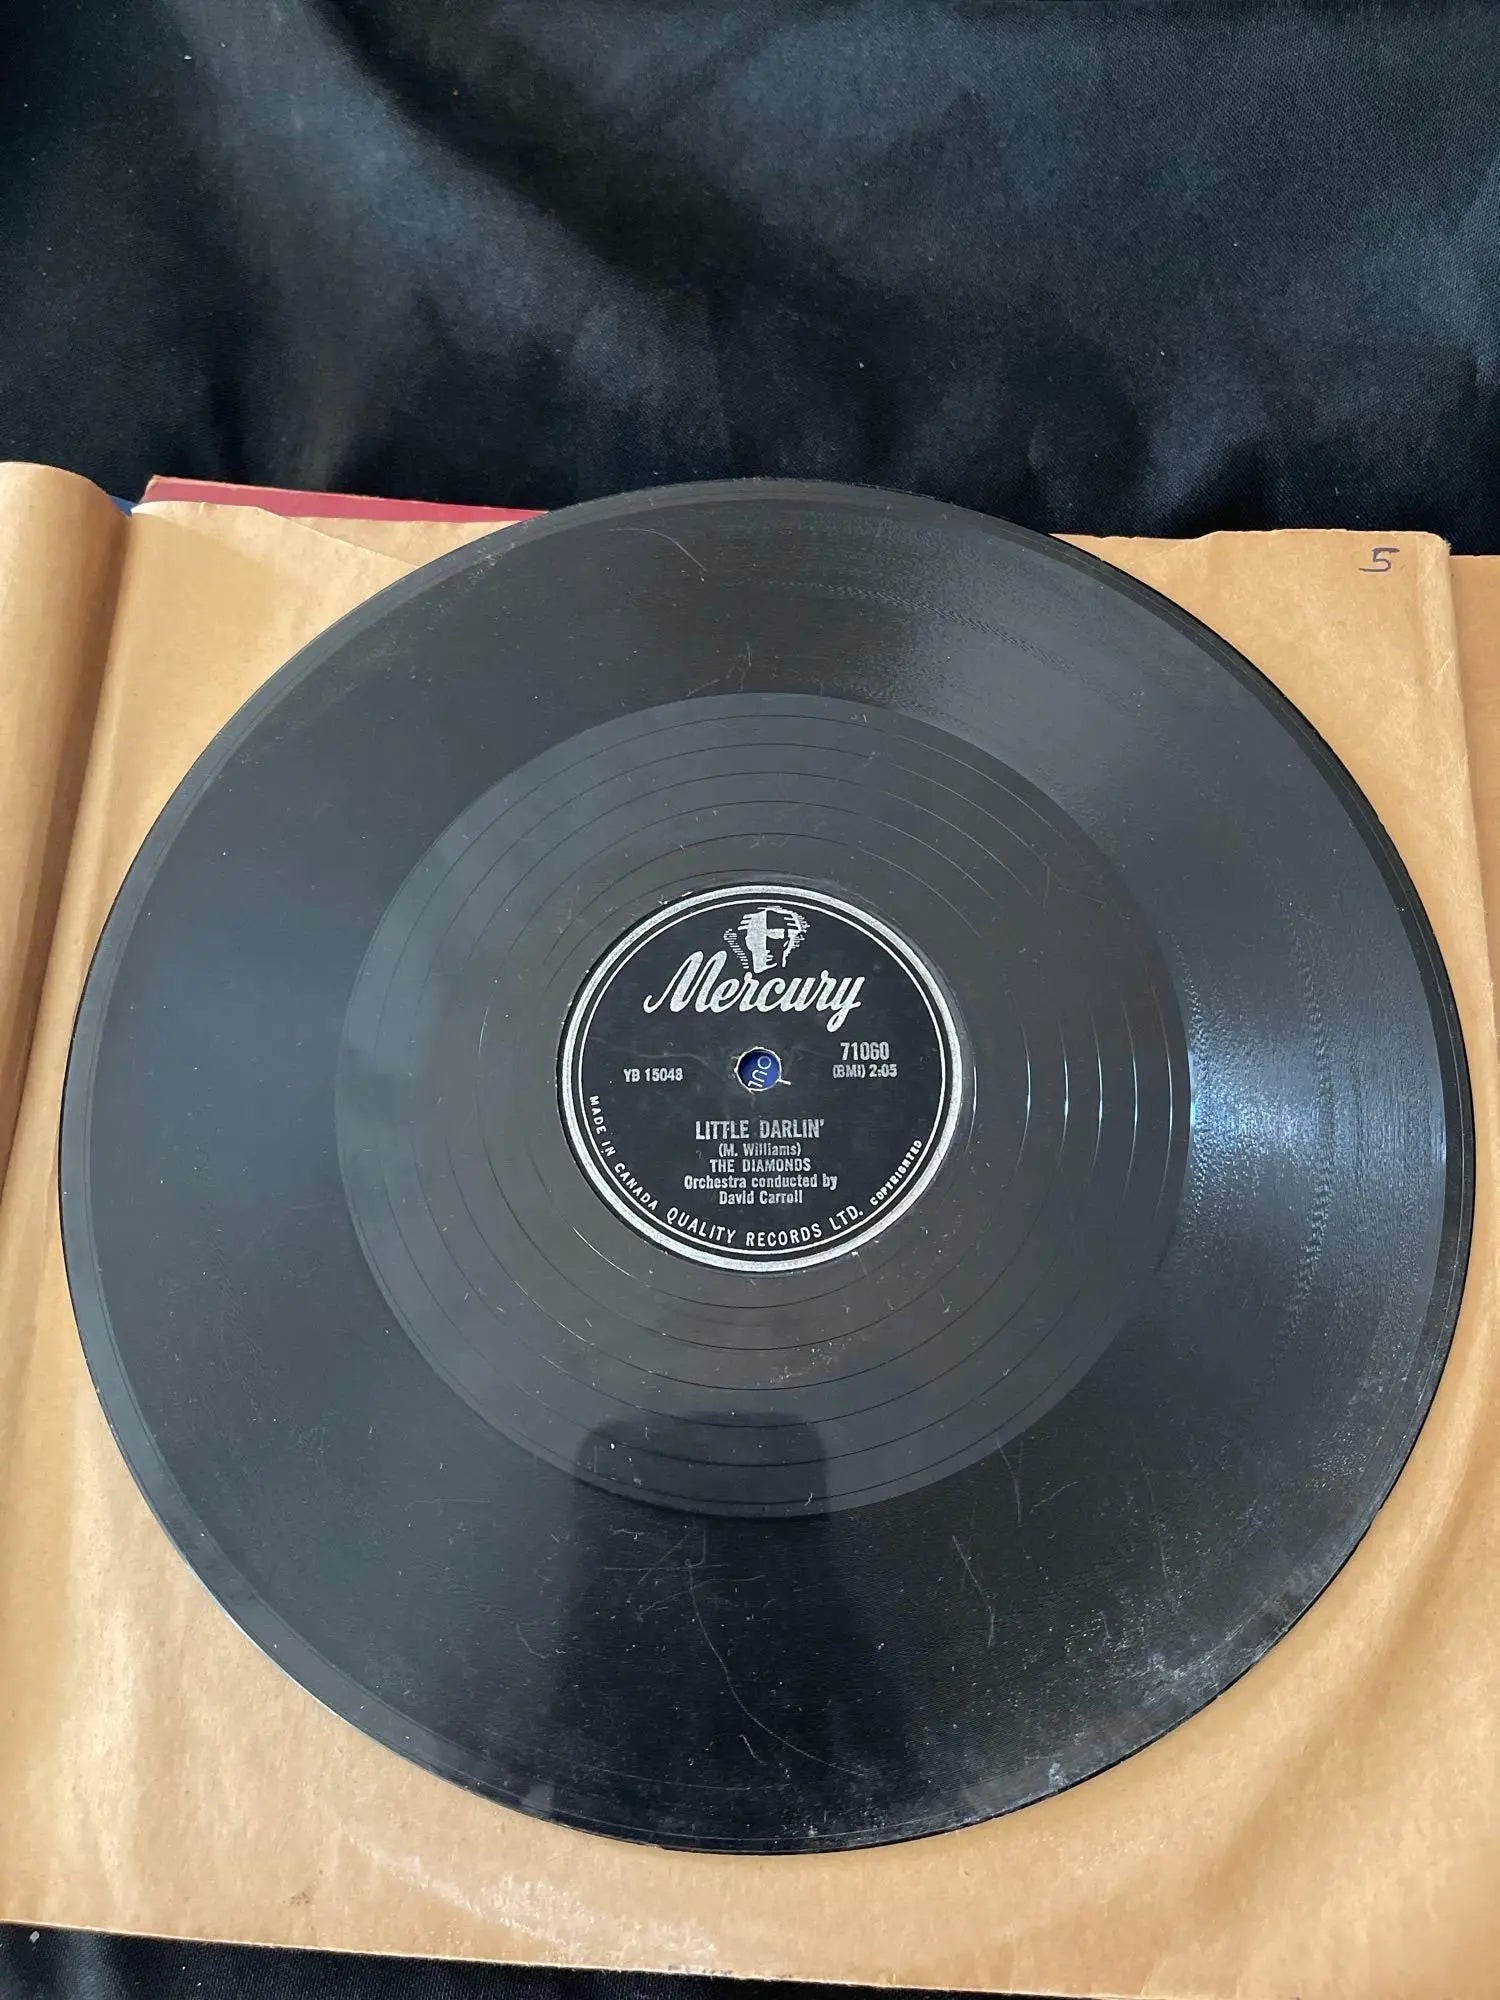 5
Mercury
71060
YB 15048
(BMI) 2:05
LITTLE DARLIN'
(M. Williams)
THE DIAMONDS
Orchestra conducted by
David Carroll
MADE IN CANADA QUALITY RECORDS LTD. COPYRIGHTED